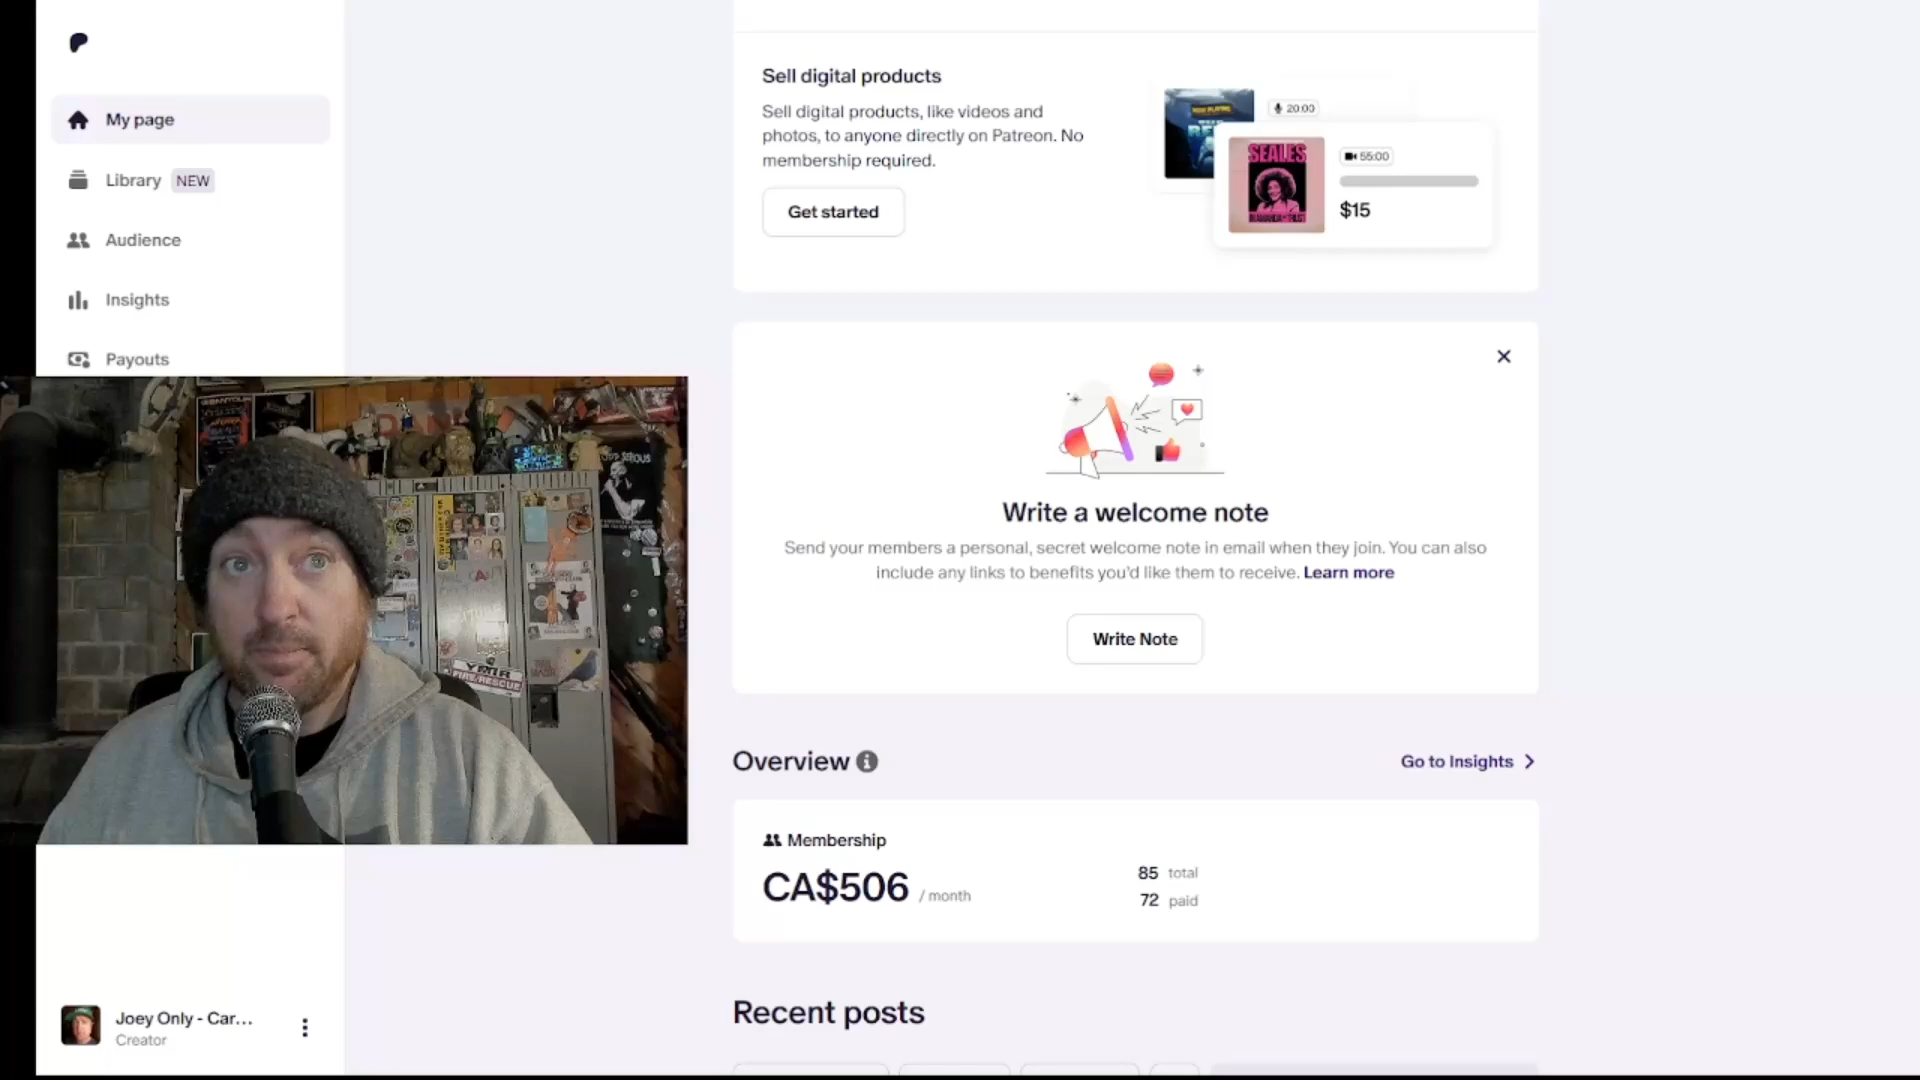 My page
Library NEW
Audience
Insights
Payouts
Sell digital products
Sell digital products, like videos and
photos, to anyone directly on Patreon. No
membership required.
Get started
20:00
SEALES
55:00
$15
Write a welcome note
Send your members a personal, secret welcome note in email when they join. You can also
include any links to benefits you'd like them to receive. Learn more
Write Note
FIRE/RESCUE
Overview
Go to Insights
Membership
CA$506 / month
85 total
72 paid
Recent posts
Joey Only - Car...
Creator